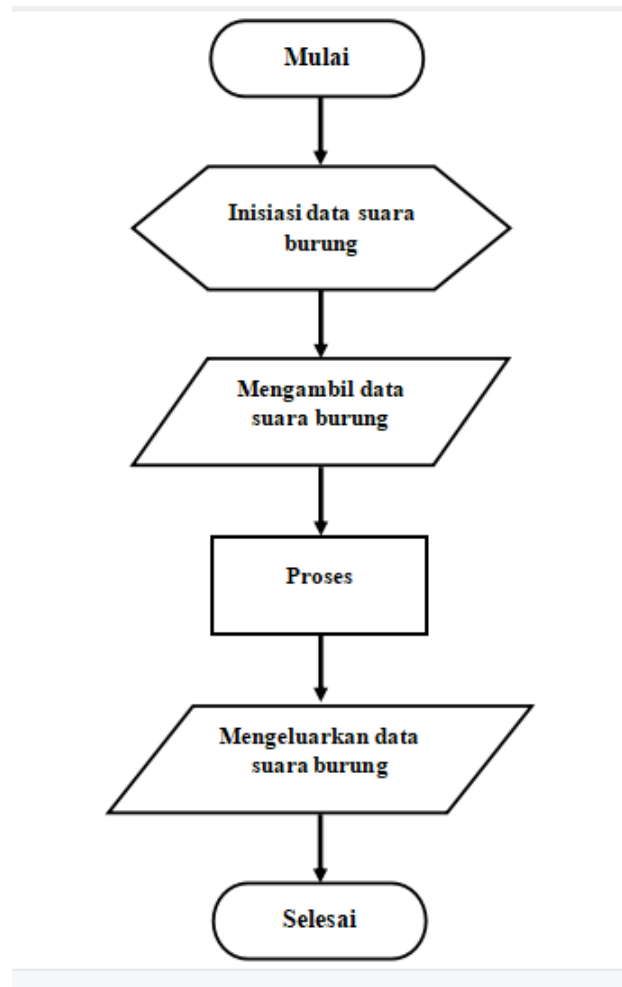 Mulai
Inisiasi data suara
burung
Mengambil data
suara burung
Proses
Mengeluarkan data
suara burung
Selesai